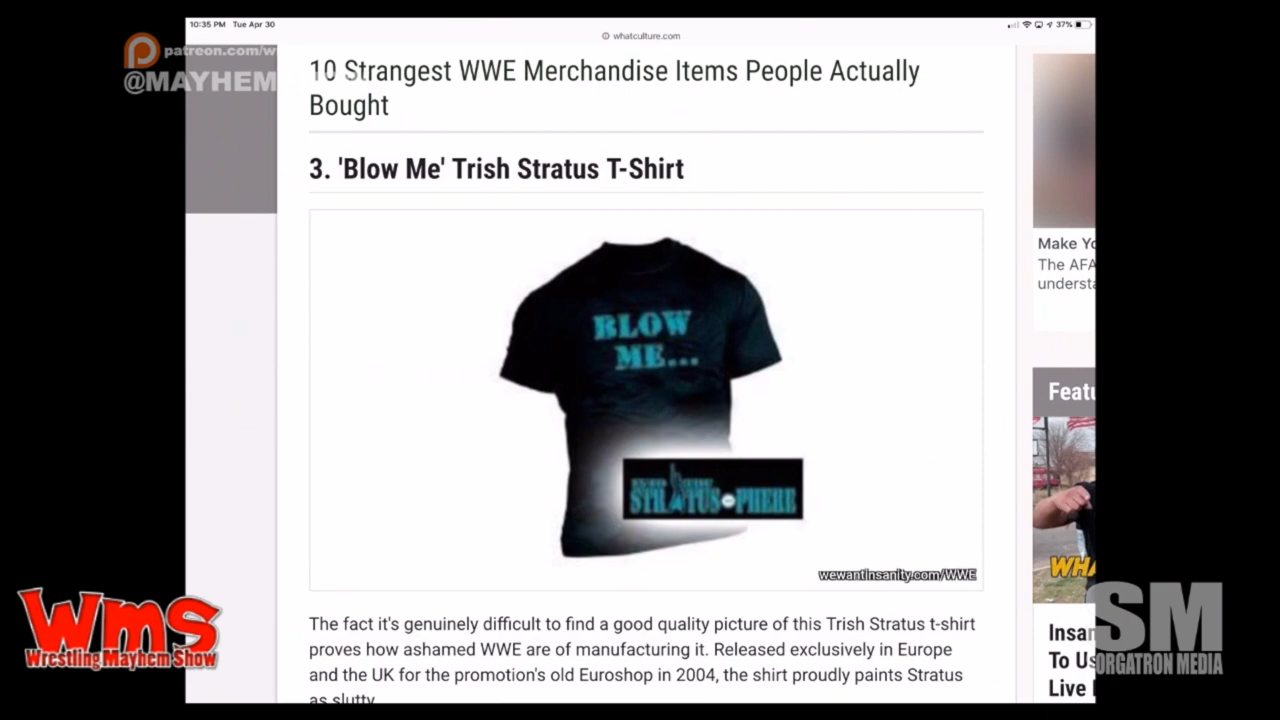 10:35 PM Tue Apr 30
whatculture.com
37%
patreon.com/w
@MAYHEM
10 Strangest WWE Merchandise Items People Actually
Bought
3. 'Blow Me' Trish Stratus T-Shirt
BLOW
ME...
STRATUS PHERE
wewantinsanity.com/WWE
The fact it's genuinely difficult to find a good quality picture of this Trish Stratus t-shirt
proves how ashamed WWE are of manufacturing it. Released exclusively in Europe
and the UK for the promotion's old Euroshop in 2004, the shirt proudly paints Stratus
as slutty
Make Yo
The AFA
understa
Featu
WHA
Insan
To Us
Live
WMS
Wrestling Mayhem Show
SM
ORGATRON MEDIA